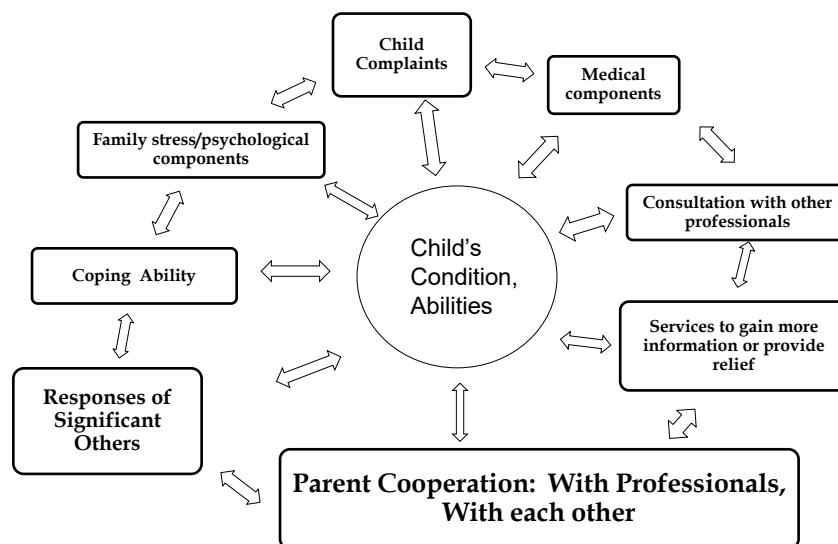 Child
Complaints
Medical
components
Family stress/psychological
components
Consultation with other
professionals
Child's
Condition,
Abilities
Coping Ability
Services to gain more
information or provide
relief
Responses of
Significant
Others
Parent Cooperation: With Professionals,
With each other